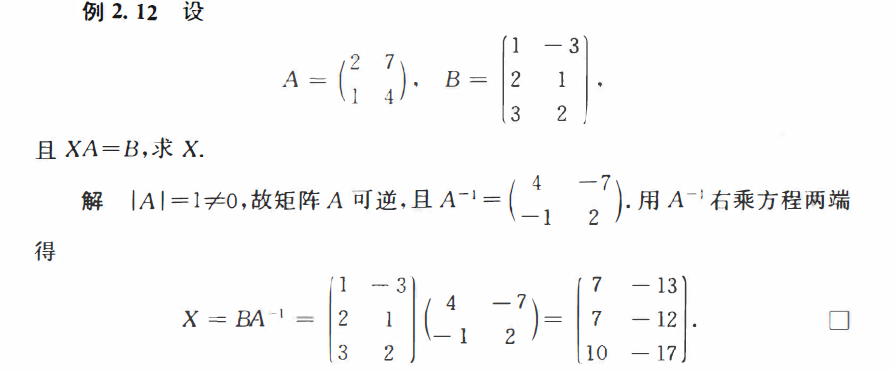 例 2.12 设
A = \begin{pmatrix} 2 & 7 \\ 1 & 4 \end{pmatrix}, B = \begin{pmatrix} 1 & -3 \\ 2 & 1 \\ 3 & 2 \end{pmatrix},
且 XA=B,求 X.
解 |A|=1≠0,故矩阵 A 可逆,且 A^{-1}=\begin{pmatrix} 4 & -7 \\ -1 & 2 \end{pmatrix}.用 A^{-1} 右乘方程两端
得
X = BA^{-1} = \begin{pmatrix} 1 & -3 \\ 2 & 1 \\ 3 & 2 \end{pmatrix} \begin{pmatrix} 4 & -7 \\ -1 & 2 \end{pmatrix} = \begin{pmatrix} 7 & -13 \\ 7 & -12 \\ 10 & -17 \end{pmatrix}. □